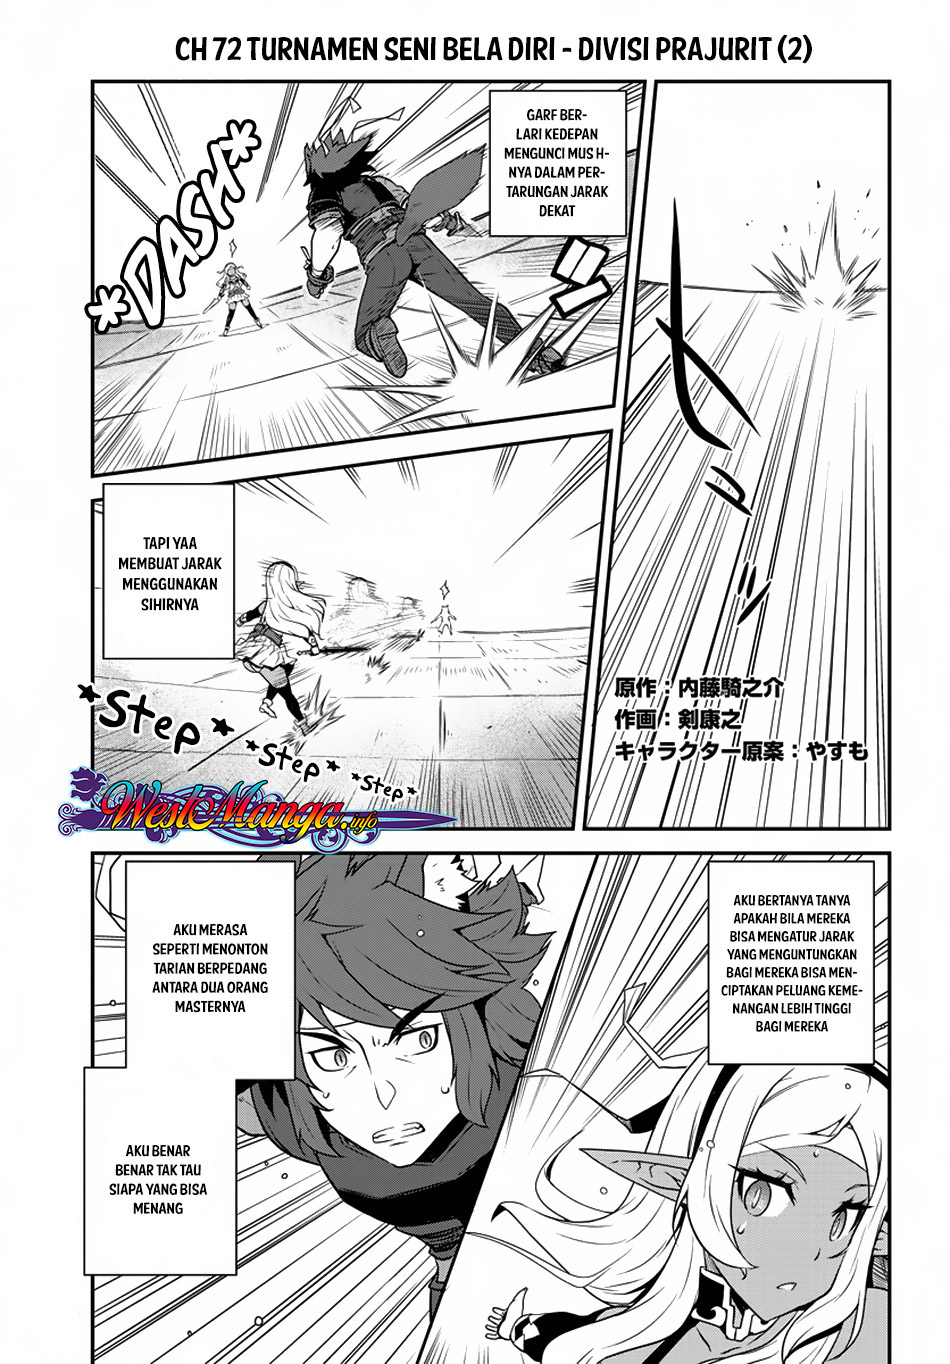 CH 72 TURNAMEN SENI BELA DIRI - DIVISI PRAJURIT (2)
GARF BER-
LARI KEDEPAN
MENGUNCI MUS H-
NYA DALAM PER-
TARUNGAN JARAK
DEKAT
*DASH*
TAPI YAA
MEMBUAT JARAK
MENGGUNAKAN
SIHIRNYA
*Step*
*Step*
*Step*
原作：内藤騎之介
作画：剣康之
キャラクター原案：やすも
WestManga.info
AKU BERTANYA TANYA
APAKAH BILA MEREKA
BISA MENGATUR JARAK
YANG MENGUNTUNGKAN
BAGI MEREKA BISA MEN-
CIPTAKAN PELUANG KEME-
NANGAN LEBIH TINGGI
BAGI MEREKA
AKU MERASA
SEPERTI MENONTON
TARIAN BERPEDANG
ANTARA DUA ORANG
MASTERNYA
AKU BENAR
BENAR TAK TAU
SIAPA YANG BISA
MENANG